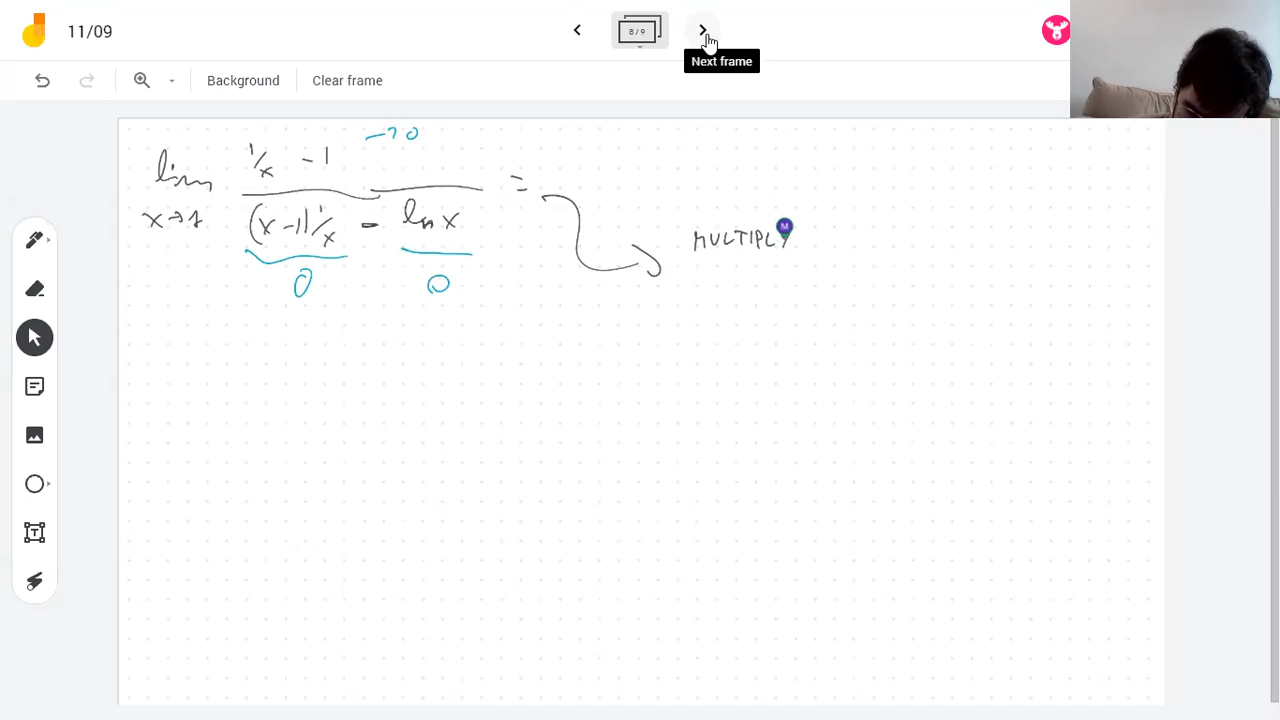 11/09
8/9
Next frame
Background
Clear frame
→ 0
lim 1/x - 1 =
x→1 (x-1) 1/x - ln x
0 0
MULTIPLY
M
T